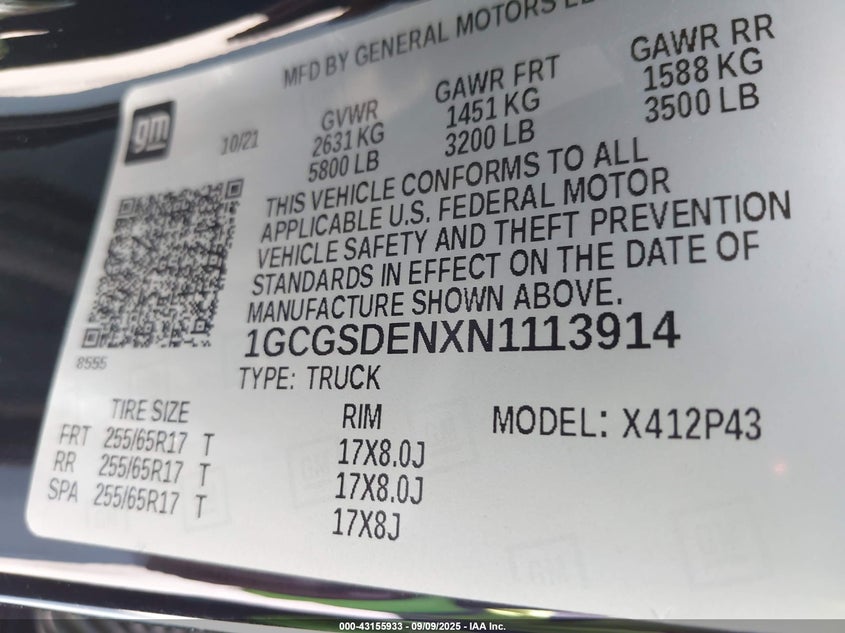 MFD BY GENERAL MOTORS
gm
10/21
GVWR GAWR FRT GAWR RR
2631 KG 1451 KG 1588 KG
5800 LB 3200 LB 3500 LB
THIS VEHICLE CONFORMS TO ALL
APPLICABLE U.S. FEDERAL MOTOR
VEHICLE SAFETY AND THEFT PREVENTION
STANDARDS IN EFFECT ON THE DATE OF
MANUFACTURE SHOWN ABOVE.
1GCGSDENXN1113914
8555
TYPE: TRUCK
TIRE SIZE RIM MODEL: X412P43
FRT 255/65R17 T 17X8.0J
RR 255/65R17 T 17X8.0J
SPA 255/65R17 T 17X8J
000-43155933 - 09/09/2025 - IAA Inc.